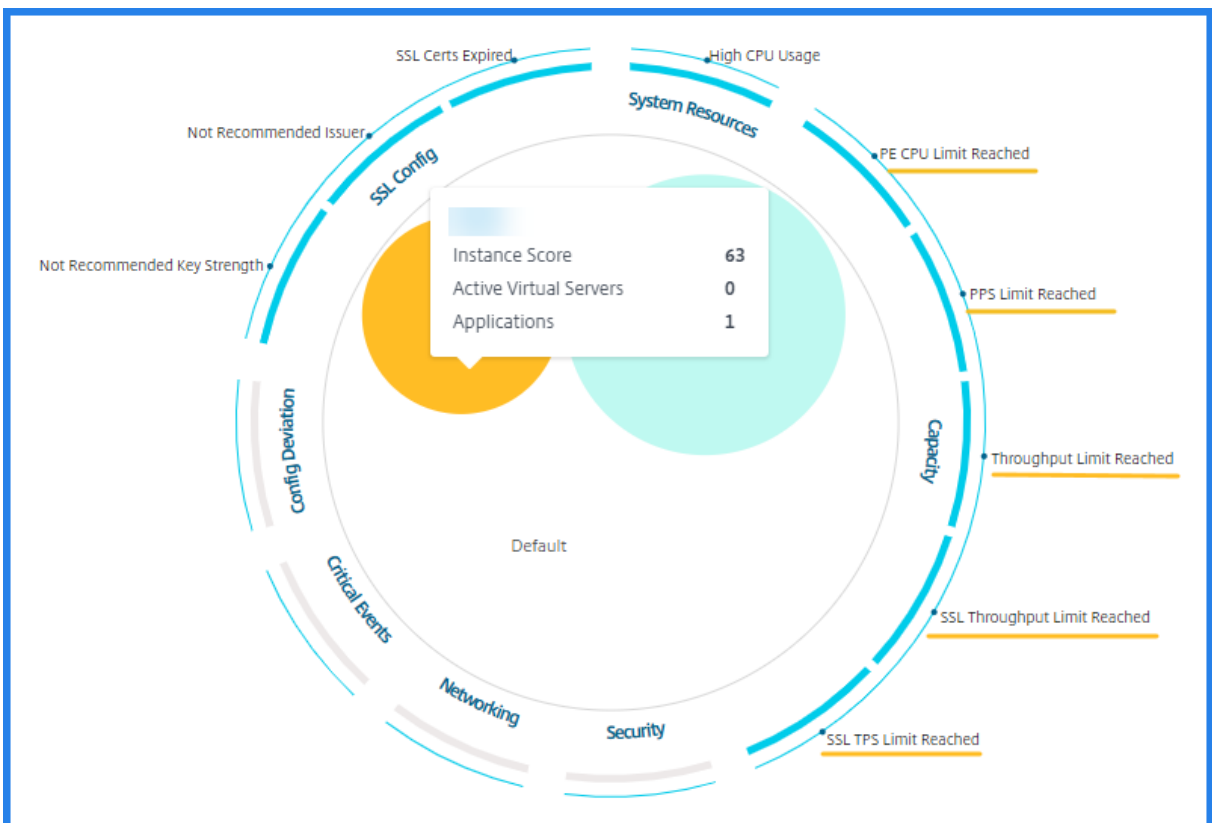 SSL Certs Expired
High CPU Usage
System Resources
Not Recommended Issuer
PE CPU Limit Reached
SSL Config
Instance Score 63
Not Recommended Key Strength
Active Virtual Servers 0
PPS Limit Reached
Applications 1
Config Deviation
Capacity
Throughput Limit Reached
Default
Critical Events
SSL Throughput Limit Reached
Networking
Security
SSL TPS Limit Reached